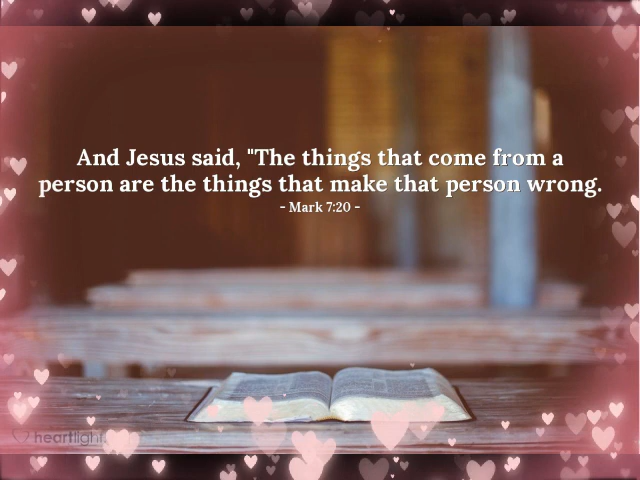 And Jesus said, "The things that come from a
person are the things that make that person wrong.
- Mark 7:20 -
heartlight.